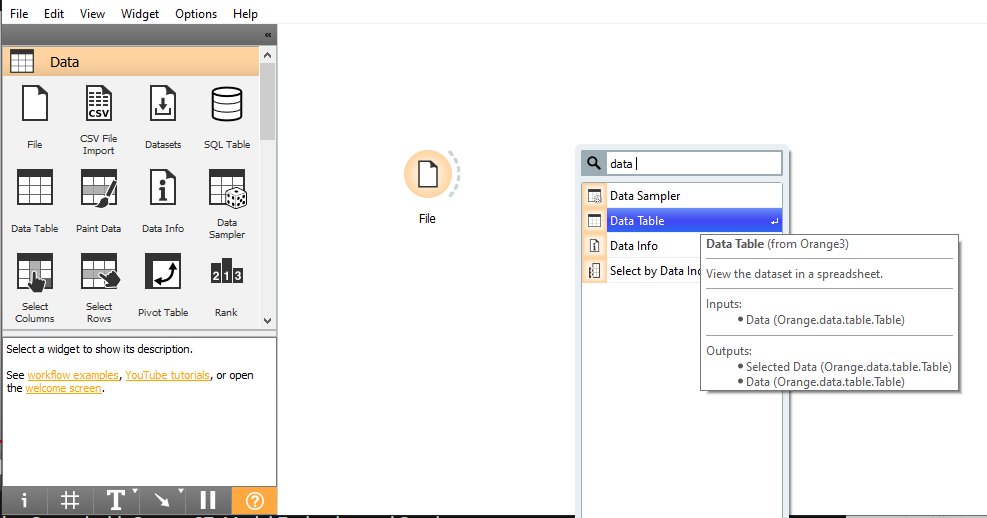 File Edit View Widget Options Help
«
Data
File
CSV
CSV File Import
Datasets
SQL Table
Data Table
Paint Data
Data Info
Data Sampler
Select Columns
Select Rows
Pivot Table
1 2 3
Rank
Select a widget to show its description.
See workflow examples, YouTube tutorials, or open
the welcome screen.
i # T ?
File
data
Data Sampler
Data Table
Data Info
Select by Data
Data Table (from Orange3)
View the dataset in a spreadsheet.
Inputs:
• Data (Orange.data.table.Table)
Outputs:
• Selected Data (Orange.data.table.Table)
• Data (Orange.data.table.Table)